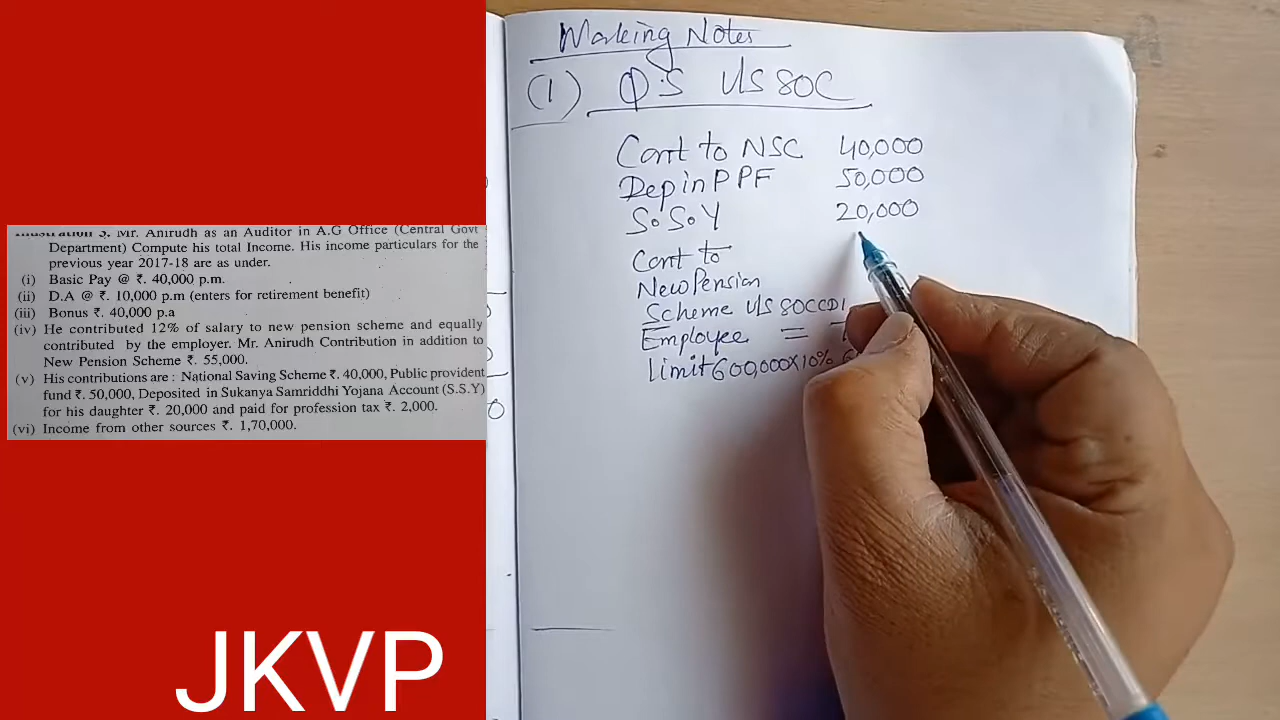 Illustration 3. Mr. Anirudh as an Auditor in A.G Office (Central Govt
Department) Compute his total Income. His income particulars for the
previous year 2017-18 are as under.
(i) Basic Pay @ ₹. 40,000 p.m.
(ii) D.A @ ₹. 10,000 p.m (enters for retirement benefit)
(iii) Bonus ₹. 40,000 p.a
(iv) He contributed 12% of salary to new pension scheme and equally
contributed by the employer. Mr. Anirudh Contribution in addition to
New Pension Scheme ₹. 55,000.
(v) His contributions are : National Saving Scheme ₹. 40,000, Public provident
fund ₹. 50,000, Deposited in Sukanya Samriddhi Yojana Account (S.S.Y)
for his daughter ₹. 20,000 and paid for profession tax ₹. 2,000.
(vi) Income from other sources ₹. 1,70,000.
JKVP
Marking Notes
(1) Q.S U/S 80C
Cont to NSC 40,000
Dep in PPF 50,000
S.S.Y 20,000
Cont to
New Pension
Scheme U/S 80CCD1
Employee =
limit 600,000×10%